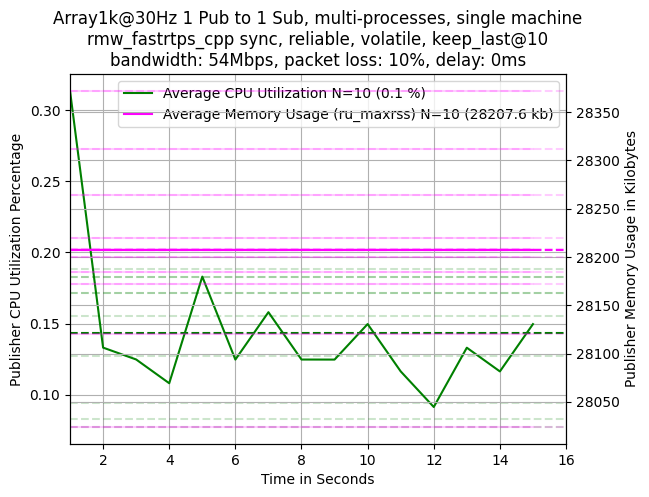 Array1k@30Hz 1 Pub to 1 Sub, multi-processes, single machine
rmw_fastrtps_cpp sync, reliable, volatile, keep_last@10
bandwidth: 54Mbps, packet loss: 10%, delay: 0ms
Average CPU Utilization N=10 (0.1 %)
Average Memory Usage (ru_maxrss) N=10 (28207.6 kb)
Publisher CPU Utilization Percentage
0.30
0.25
0.20
0.15
0.10
28350
28300
28250
28200
28150
28100
28050
Publisher Memory Usage in Kilobytes
2 4 6 8 10 12 14 16
Time in Seconds